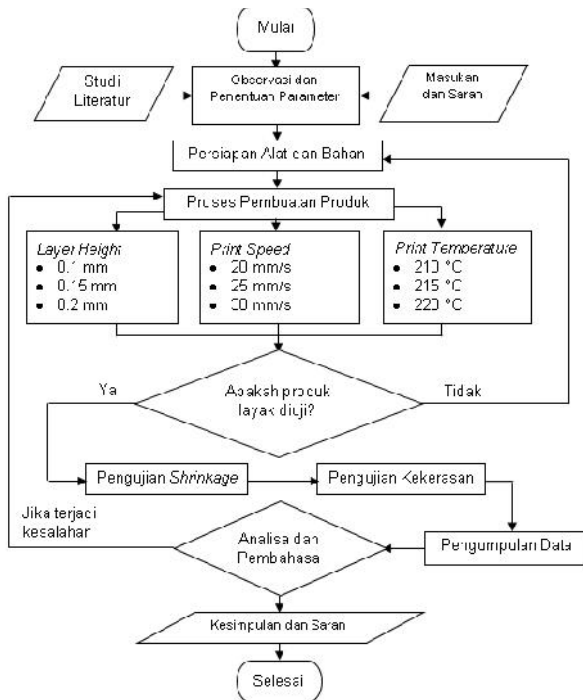 Mulai
Studi
Literatur
Observasi dan
Penentuan Parameter
Masukan
dan Saran
Persiapan Alat dan Bahan
Proses Pembuatan Produk
Layer Height
• 0.1 mm
• 0.15 mm
• 0.2 mm
Print Speed
• 20 mm/s
• 25 mm/s
• 30 mm/s
Print Temperature
• 210 °C
• 215 °C
• 220 °C
Ya
Apakah produk
layak diuji?
Tidak
Pengujian Shrinkage
Pengujian Kekerasan
Jika terjadi
kesalahan
Analisa dan
Pembahasa
Pengumpulan Data
Kesimpulan dan Saran
Selesai